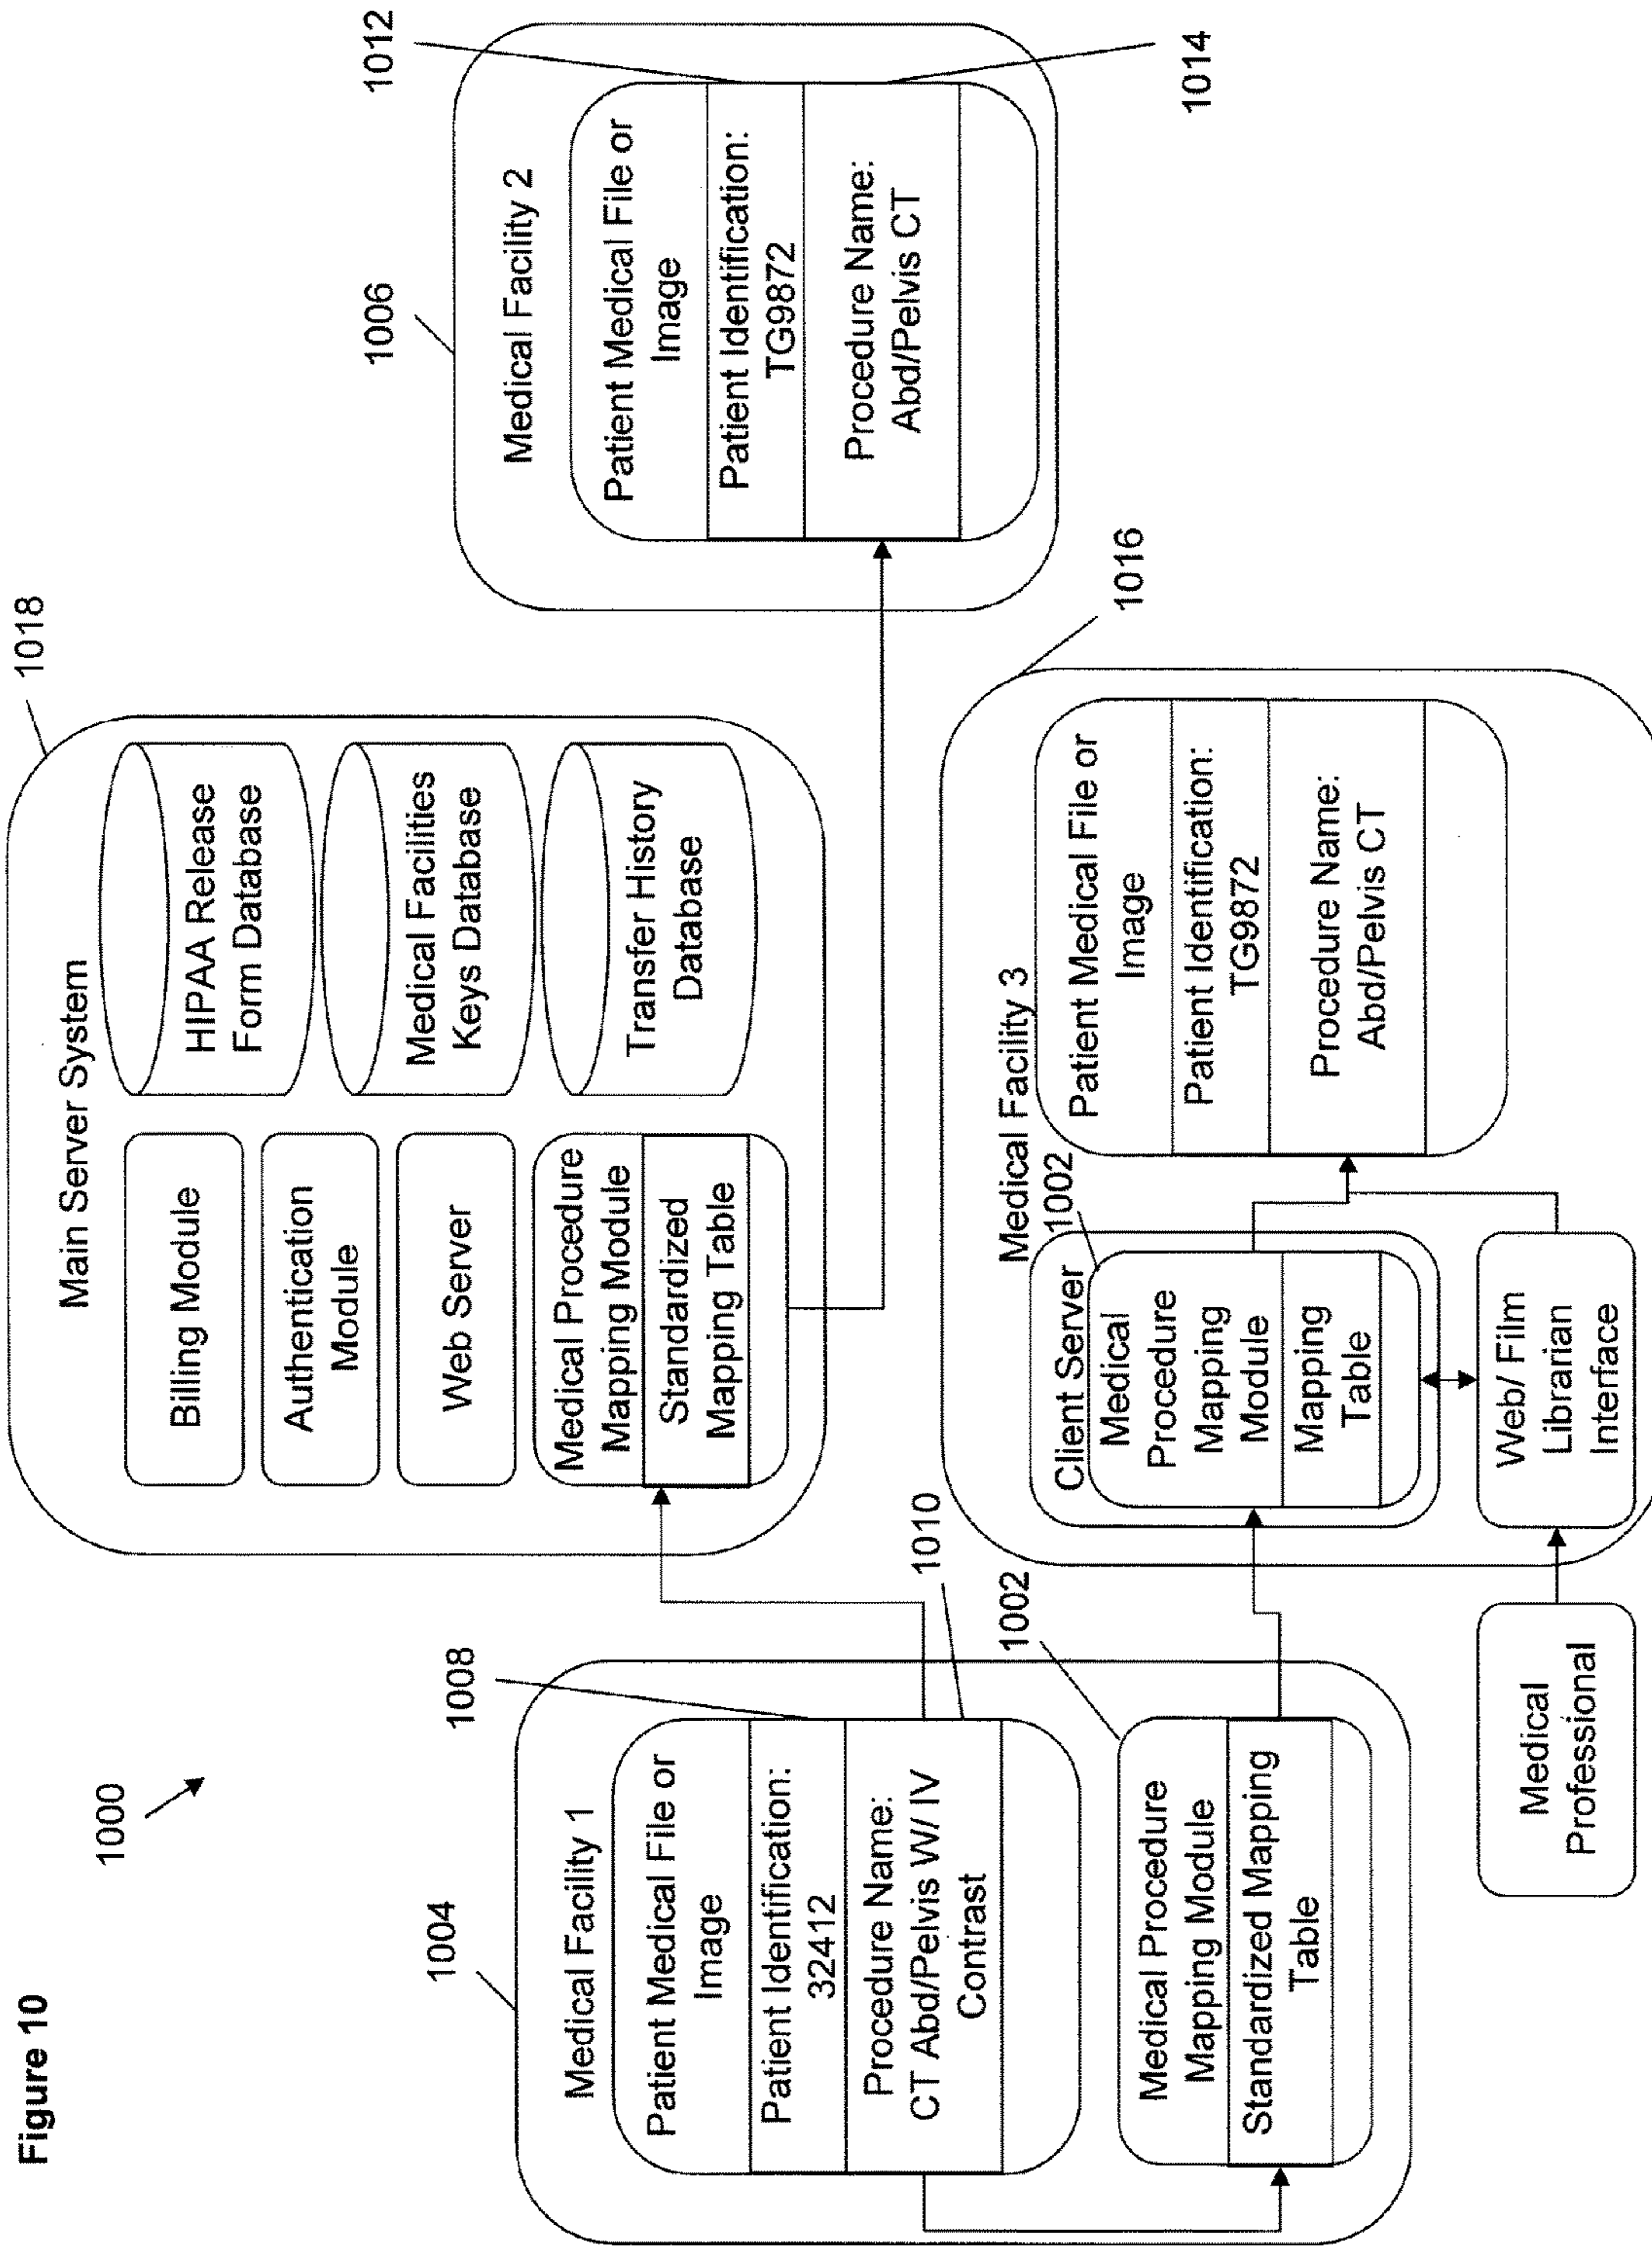 Figure 10
1000
1004
Medical Facility 1
Patient Medical File or
Image
Patient Identification:
32412
Procedure Name:
CT Abd/Pelvis W/ IV
Contrast
1008
1010
1002
Medical Procedure
Mapping Module
Standardized Mapping
Table
Medical
Professional
1018
Main Server System
Billing Module
Authentication
Module
Web Server
Medical Procedure
Mapping Module
Standardized
Mapping Table
HIPAA Release
Form Database
Medical Facilities
Keys Database
Transfer History
Database
1016
Medical Facility 3
1002
Client Server
Medical
Procedure
Mapping
Module
Mapping
Table
Web/ Film
Librarian
Interface
Patient Medical File or
Image
Patient Identification:
TG9872
Procedure Name:
Abd/Pelvis CT
1006
Medical Facility 2
Patient Medical File or
Image
Patient Identification:
TG9872
Procedure Name:
Abd/Pelvis CT
1012
1014